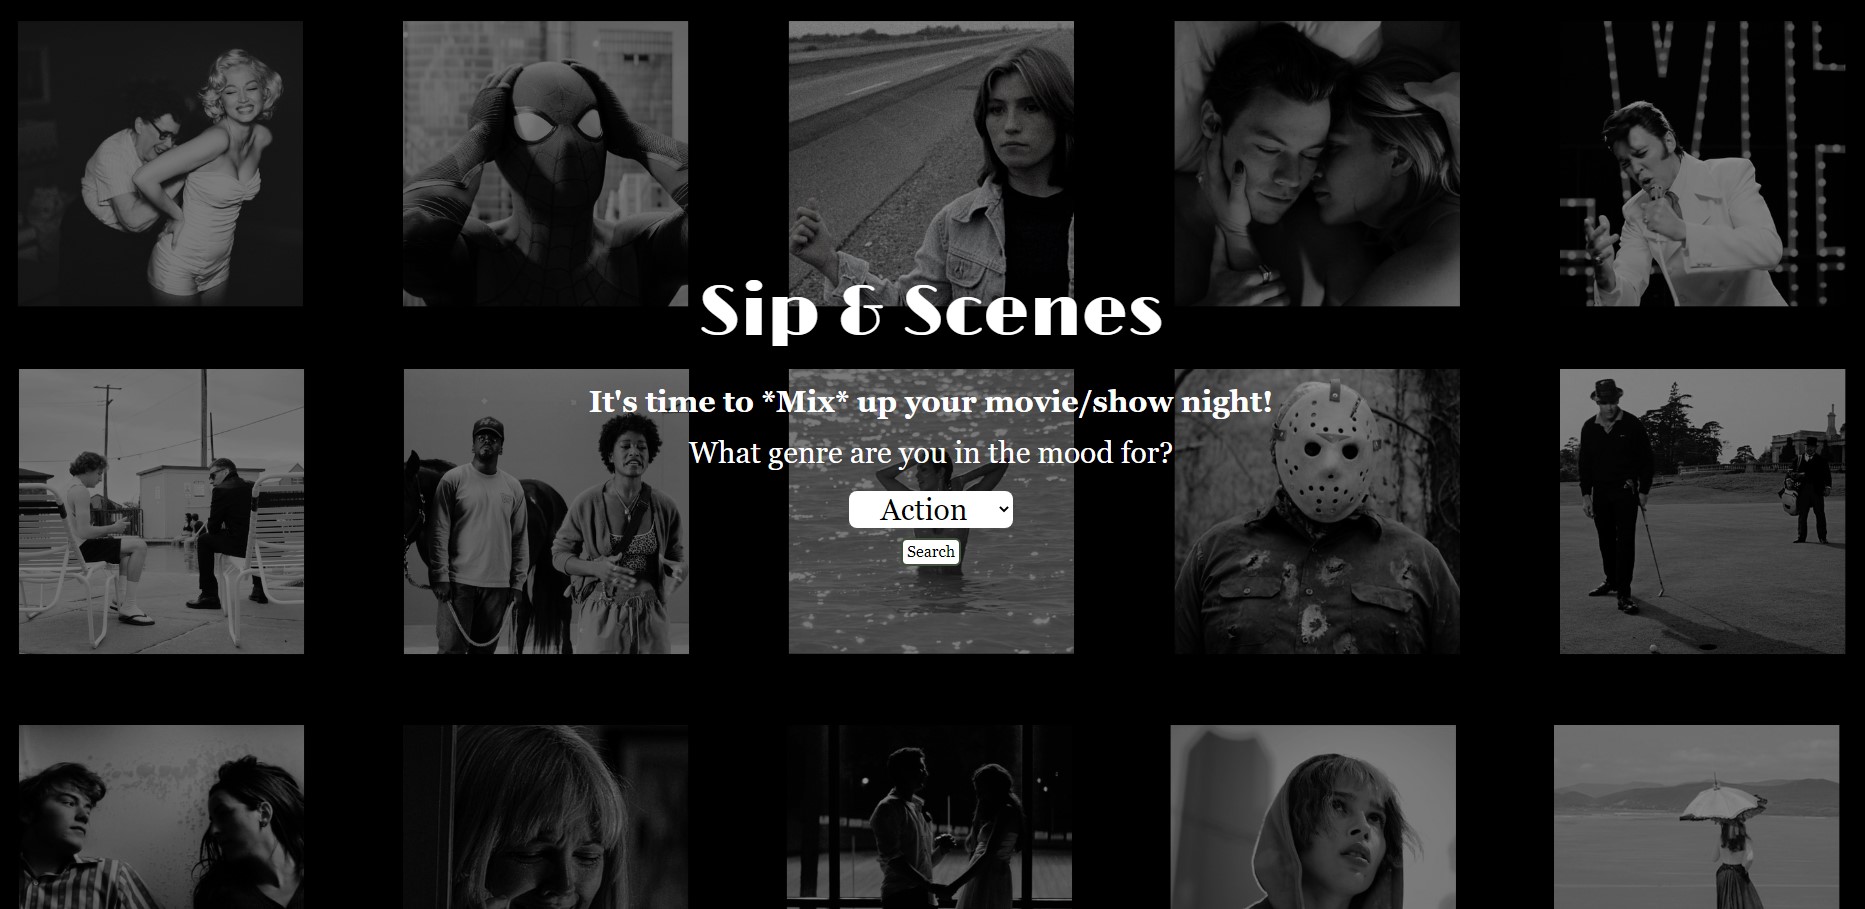 Sip & Scenes
It's time to *Mix* up your movie/show night!
What genre are you in the mood for?
Action
Search